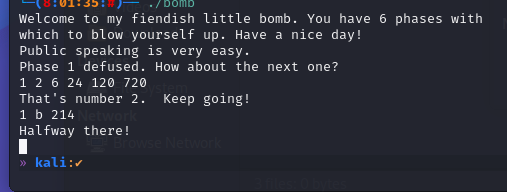 (8:01:35:#)— ./bomb
Welcome to my fiendish little bomb. You have 6 phases with
which to blow yourself up. Have a nice day!
Public speaking is very easy.
Phase 1 defused. How about the next one?
1 2 6 24 120 720
That's number 2.  Keep going!
1 b 214
Halfway there!
Browse Network
» kali:✔